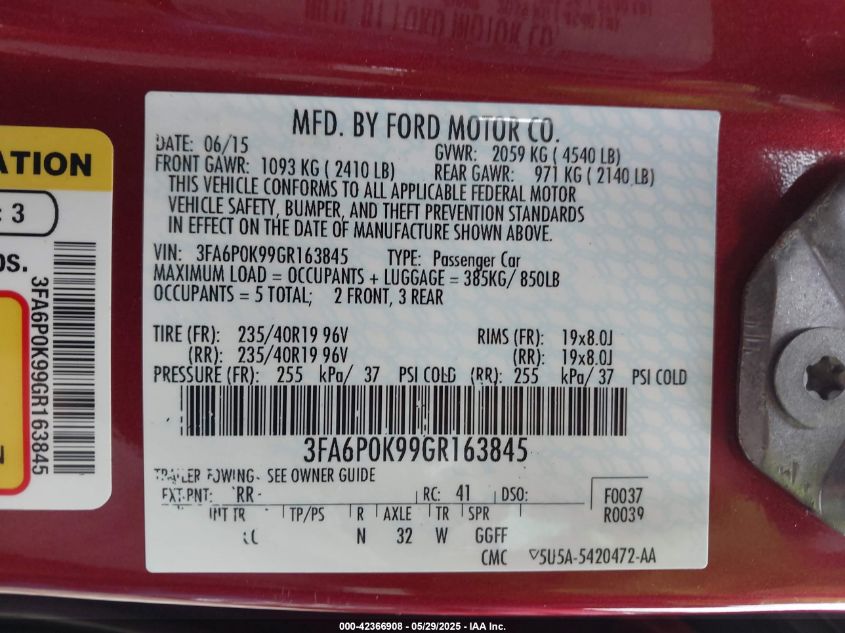 MFD. BY FORD MOTOR CO.
DATE: 06/15
GVWR: 2059 KG ( 4540 LB)
FRONT GAWR: 1093 KG ( 2410 LB)
REAR GAWR: 971 KG ( 2140 LB)
THIS VEHICLE CONFORMS TO ALL APPLICABLE FEDERAL MOTOR
VEHICLE SAFETY, BUMPER, AND THEFT PREVENTION STANDARDS
IN EFFECT ON THE DATE OF MANUFACTURE SHOWN ABOVE.
VIN: 3FA6P0K99GR163845 TYPE: Passenger Car
MAXIMUM LOAD = OCCUPANTS + LUGGAGE = 385KG/ 850LB
OCCUPANTS = 5 TOTAL; 2 FRONT, 3 REAR
TIRE (FR): 235/40R19 96V RIMS (FR): 19x8.0J
(RR): 235/40R19 96V (RR): 19x8.0J
PRESSURE (FR): 255 kPa/ 37 PSI COLD (RR): 255 kPa/ 37 PSI COLD
3FA6P0K99GR163845
TRAILER TOWING- SEE OWNER GUIDE
EXT PNT: RR RC: 41 DSO: F0037
R0039
INT TR TP/PS R AXLE TR SPR
N 32 W GGFF
CMC ▽5U5A-5420472-AA
ATION
: 3
OS.
3FA6P0K99GR163845
N
000-42366908 - 05/29/2025 - IAA Inc.